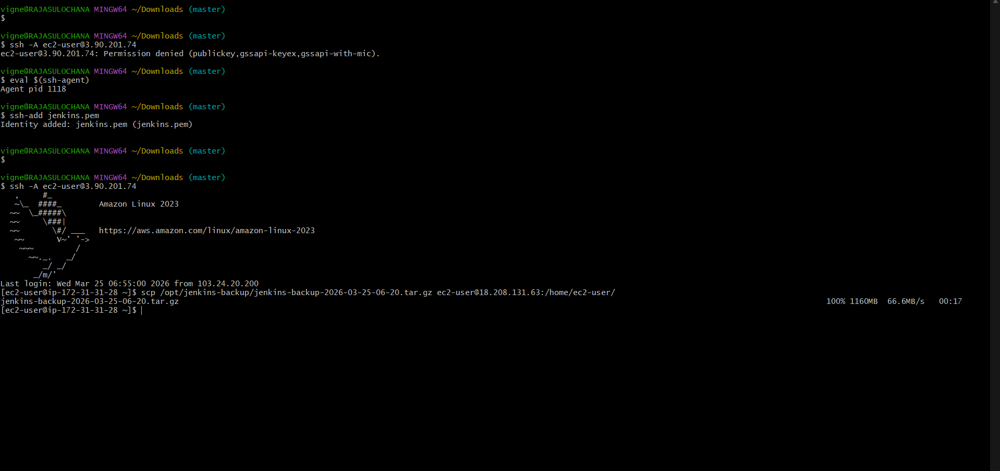 vigne@RAJASULOCHANA MINGW64 ~/Downloads (master)
$
vigne@RAJASULOCHANA MINGW64 ~/Downloads (master)
$ ssh -A ec2-user@3.90.201.74
ec2-user@3.90.201.74: Permission denied (publickey,gssapi-keyex,gssapi-with-mic).
vigne@RAJASULOCHANA MINGW64 ~/Downloads (master)
$ eval $(ssh-agent)
Agent pid 1118
vigne@RAJASULOCHANA MINGW64 ~/Downloads (master)
$ ssh-add jenkins.pem
Identity added: jenkins.pem (jenkins.pem)
vigne@RAJASULOCHANA MINGW64 ~/Downloads (master)
$
vigne@RAJASULOCHANA MINGW64 ~/Downloads (master)
$ ssh -A ec2-user@3.90.201.74
   ,     #_
   ~\_  ####_        Amazon Linux 2023
  ~~  \_#####\
  ~~     \###|
  ~~       \#/ ___   https://aws.amazon.com/linux/amazon-linux-2023
   ~~       V~' '->
    ~~~         /
      ~~._.   _/
         _/ _/
       _/m/'
Last login: Wed Mar 25 06:55:00 2026 from 103.24.20.200
[ec2-user@ip-172-31-31-28 ~]$ scp /opt/jenkins-backup/jenkins-backup-2026-03-25-06-20.tar.gz ec2-user@18.208.131.63:/home/ec2-user/
jenkins-backup-2026-03-25-06-20.tar.gz 100% 1160MB 66.6MB/s 00:17
[ec2-user@ip-172-31-31-28 ~]$